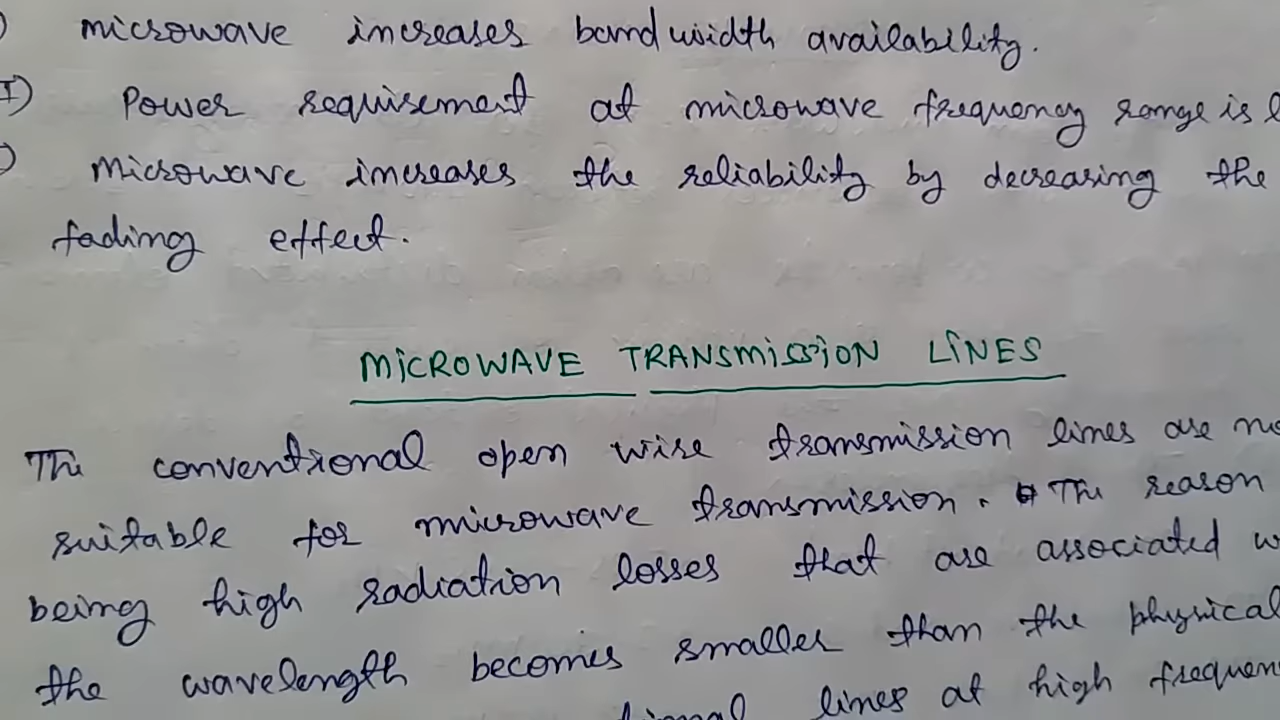 microwave increases bandwidth availability.
I) Power requirement at microwave frequency range is
microwave increases the reliability by decreasing the
fading effect.
MICROWAVE TRANSMISSION LINES
The conventional open wire transmission lines are
suitable for microwave transmission. The reason
being high radiation losses that are associated
the wavelength becomes smaller than the physical
lines at high